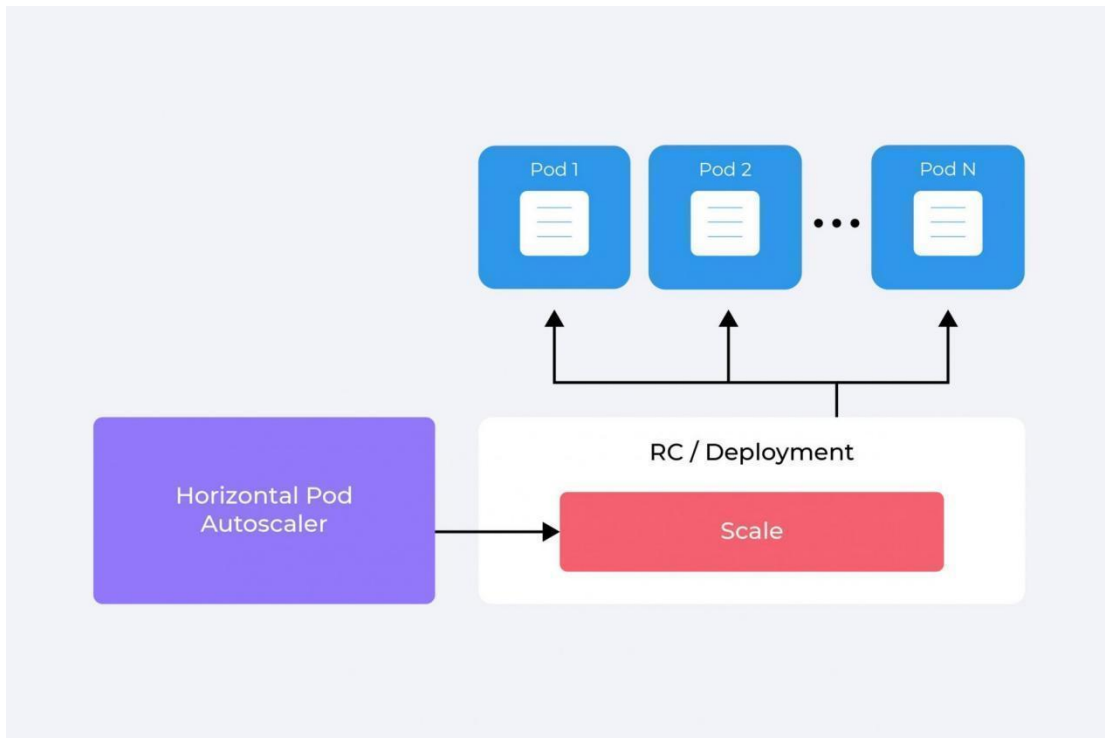 Pod 1
Pod 2
Pod N
RC / Deployment
Horizontal Pod
Autoscaler
Scale